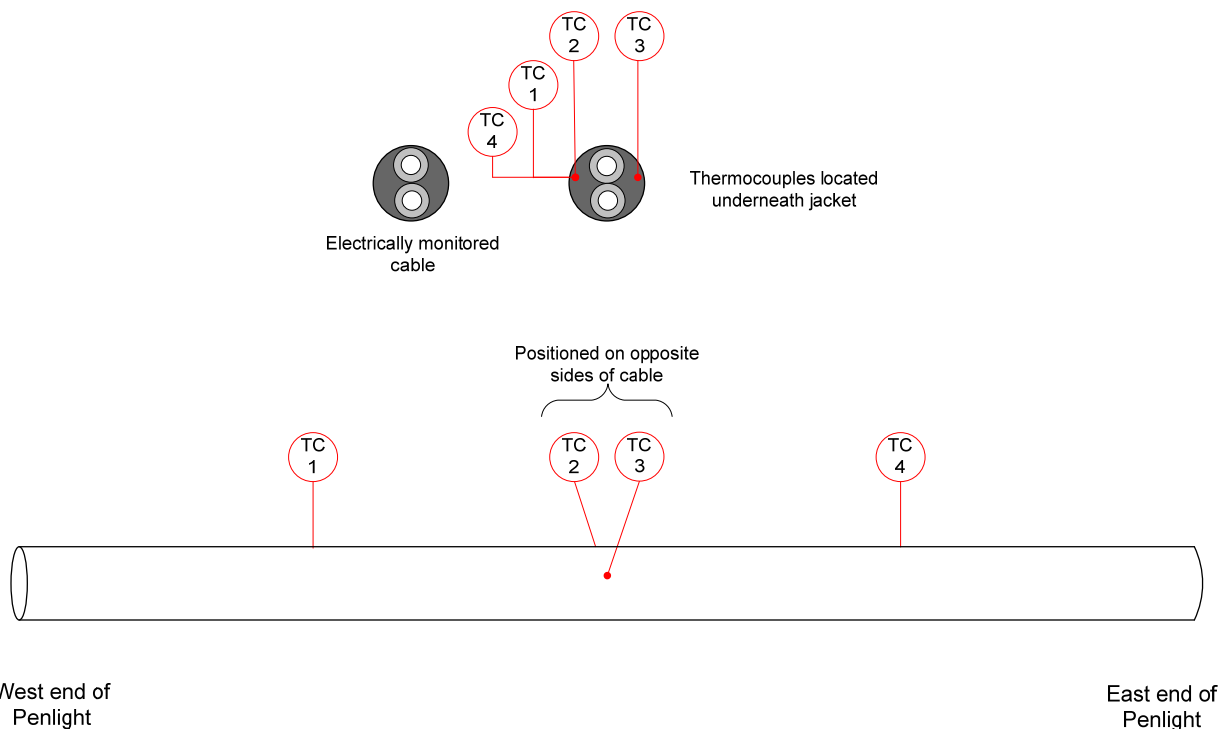 TC
2
TC
3
TC
1
TC
4
Thermocouples located
underneath jacket
Electrically monitored
cable
Positioned on opposite
sides of cable
TC
1
TC
2
TC
3
TC
4
West end of
Penlight
East end of
Penlight